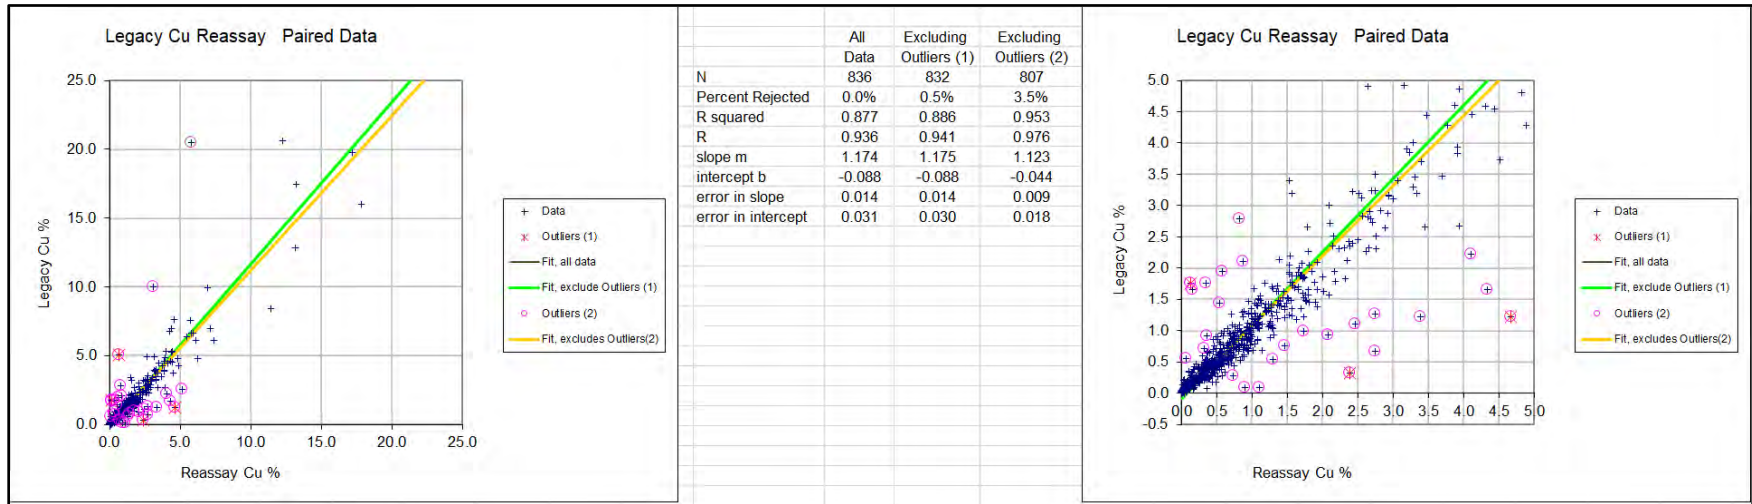 Legacy Cu Reassay Paired Data
25.0
20.0
15.0
10.0
5.0
0.0
0.0 5.0 10.0 15.0 20.0 25.0
Legacy Cu %
Reassay Cu %
Data
Outliers (1)
Fit, all data
Fit, exclude Outliers (1)
Outliers (2)
Fit, excludes Outliers(2)
All Excluding Excluding
Data Outliers (1) Outliers (2)
N 836 832 807
Percent Rejected 0.0% 0.5% 3.5%
R squared 0.877 0.886 0.953
R 0.936 0.941 0.976
slope m 1.174 1.175 1.123
intercept b -0.088 -0.088 -0.044
error in slope 0.014 0.014 0.009
error in intercept 0.031 0.030 0.018
Legacy Cu Reassay Paired Data
5.0
4.5
4.0
3.5
3.0
2.5
2.0
1.5
1.0
0.5
0.0
-0.5
0.0 0.5 1.0 1.5 2.0 2.5 3.0 3.5 4.0 4.5 5.0
Legacy Cu %
Reassay Cu %
Data
Outliers (1)
Fit, all data
Fit, exclude Outliers (1)
Outliers (2)
Fit, excludes Outliers(2)